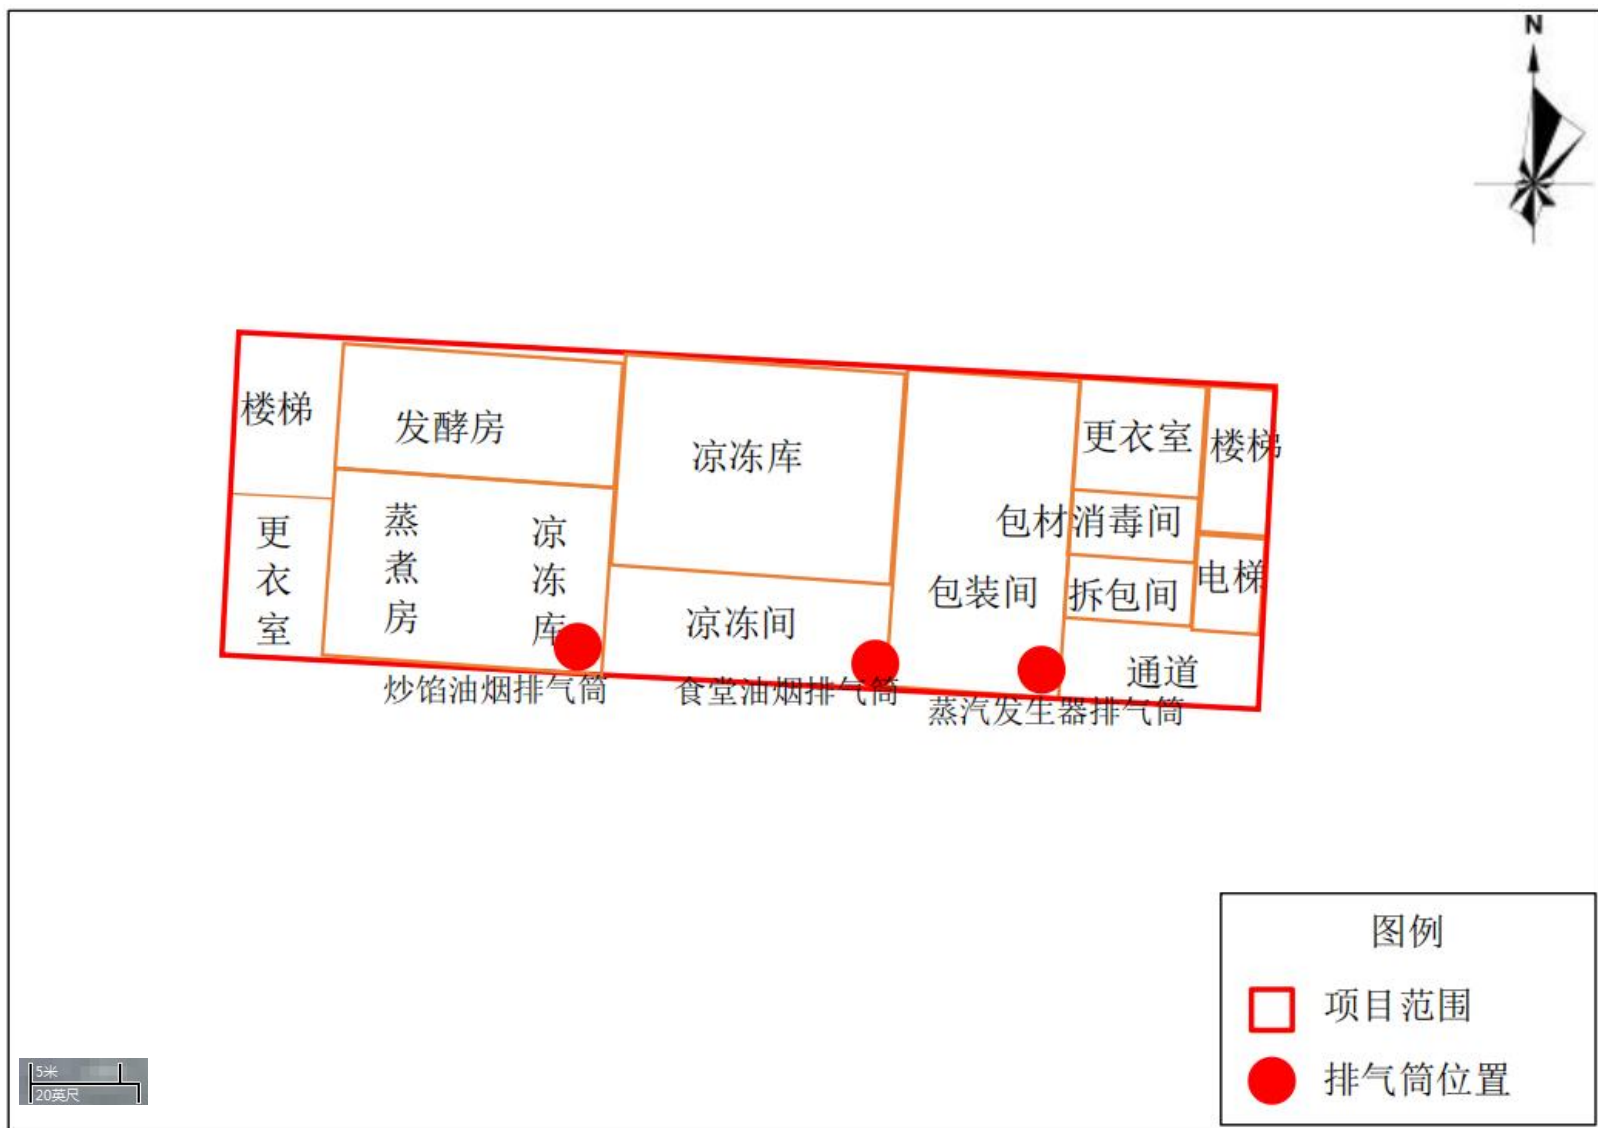 N
楼梯
发酵房
凉冻库
更衣室
楼梯
包材消毒间
更衣室
蒸煮房
凉冻库
凉冻间
包装间
拆包间
电梯
通道
炒馅油烟排气筒
食堂油烟排气筒
蒸汽发生器排气筒
图例
项目范围
排气筒位置
5米
20英尺